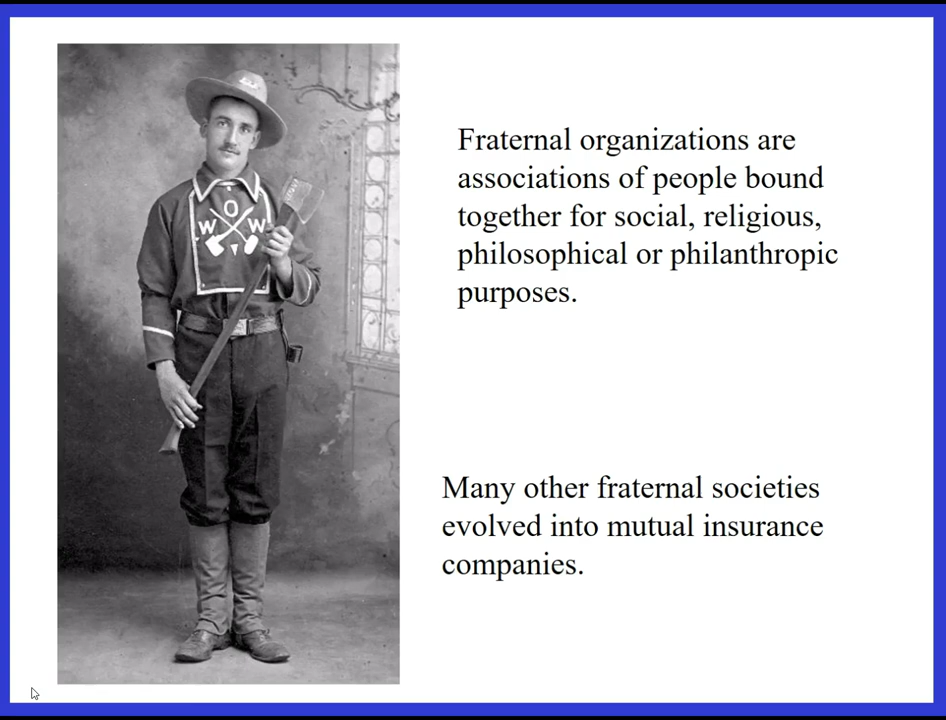 O
W W
Fraternal organizations are
associations of people bound
together for social, religious,
philosophical or philanthropic
purposes.
Many other fraternal societies
evolved into mutual insurance
companies.